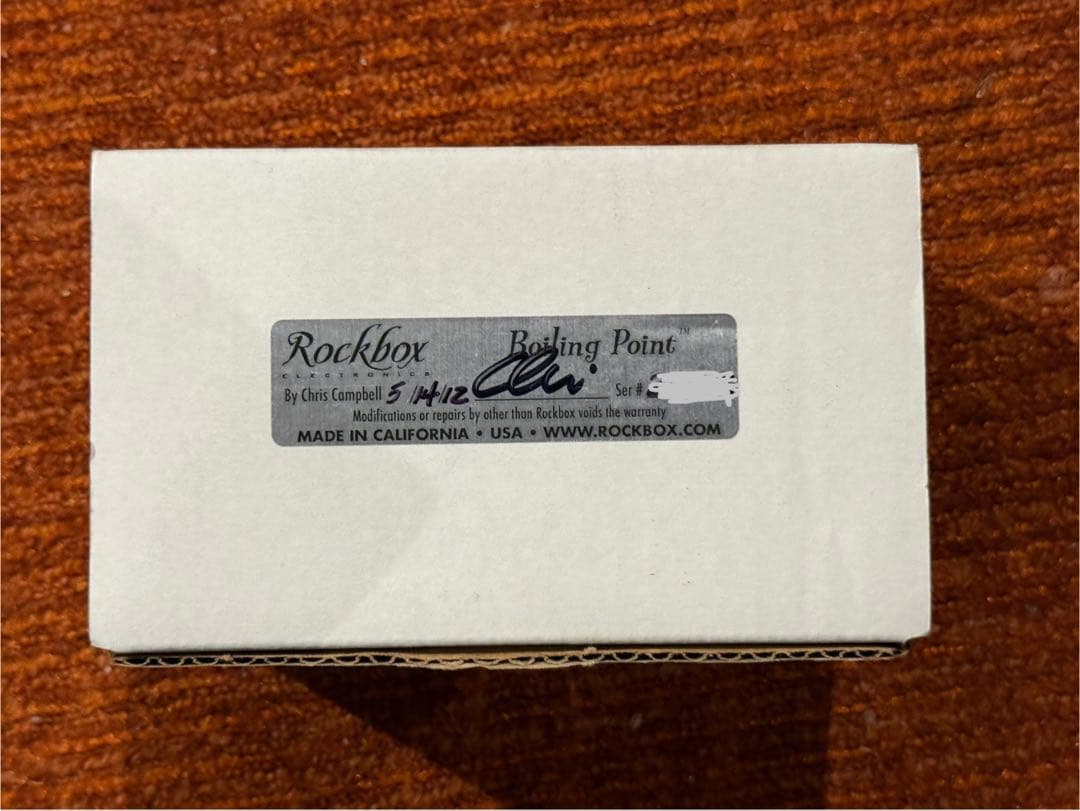 Rockbox Boiling Point™
ELECTRONICS
By Chris Campbell 5/14/12 Ser #
Modifications or repairs by other than Rockbox voids the warranty
MADE IN CALIFORNIA • USA • WWW.ROCKBOX.COM